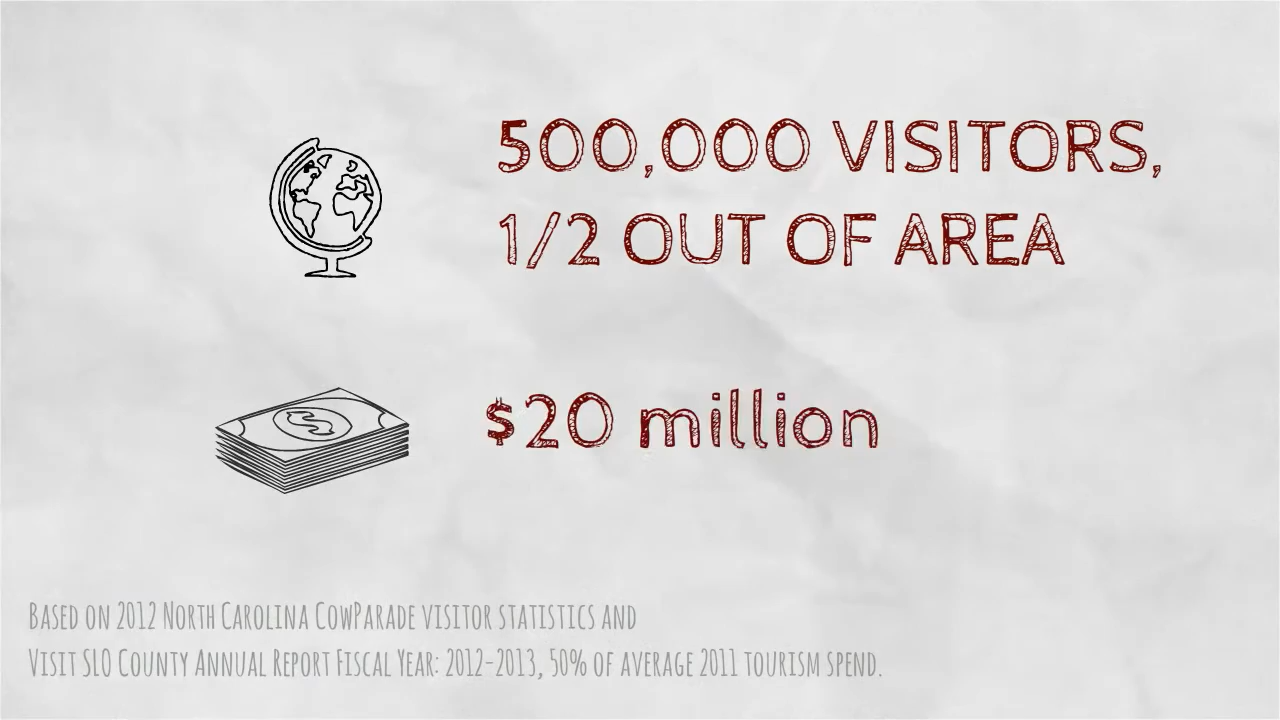 500,000 VISITORS,
1/2 OUT OF AREA
$20 million
BASED ON 2012 NORTH CAROLINA COWPARADE VISITOR STATISTICS AND
VISIT SLO COUNTY ANNUAL REPORT FISCAL YEAR: 2012-2013, 50% OF AVERAGE 2011 TOURISM SPEND.